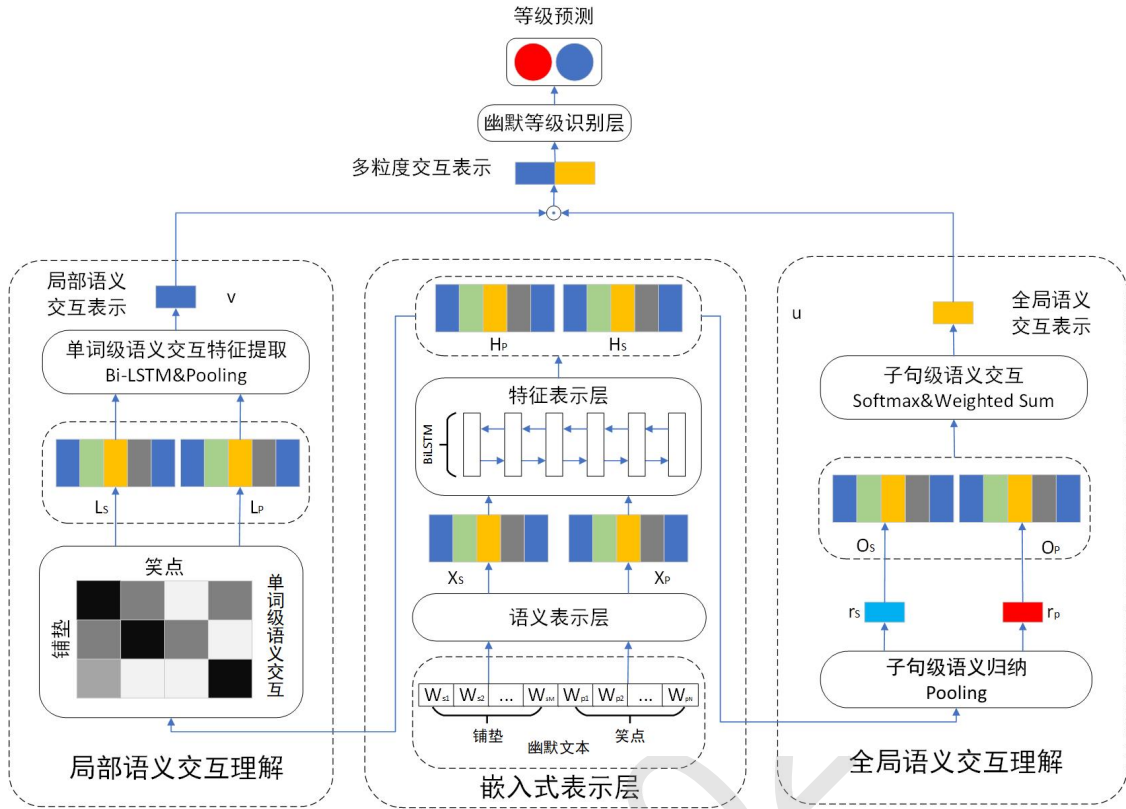 等级预测
幽默等级识别层
多粒度交互表示
局部语义
交互表示
v
单词级语义交互特征提取
Bi-LSTM&Pooling
LS
LP
笑点
铺垫
单词级语义交互
局部语义交互理解
HP
HS
特征表示层
BiLSTM
XS
XP
语义表示层
Ws1 Ws2 ... WsM Wp1 Wp2 ... WpN
铺垫
笑点
幽默文本
嵌入式表示层
u
全局语义
交互表示
子句级语义交互
Softmax&Weighted Sum
OS
OP
rS
rp
子句级语义归纳
Pooling
全局语义交互理解